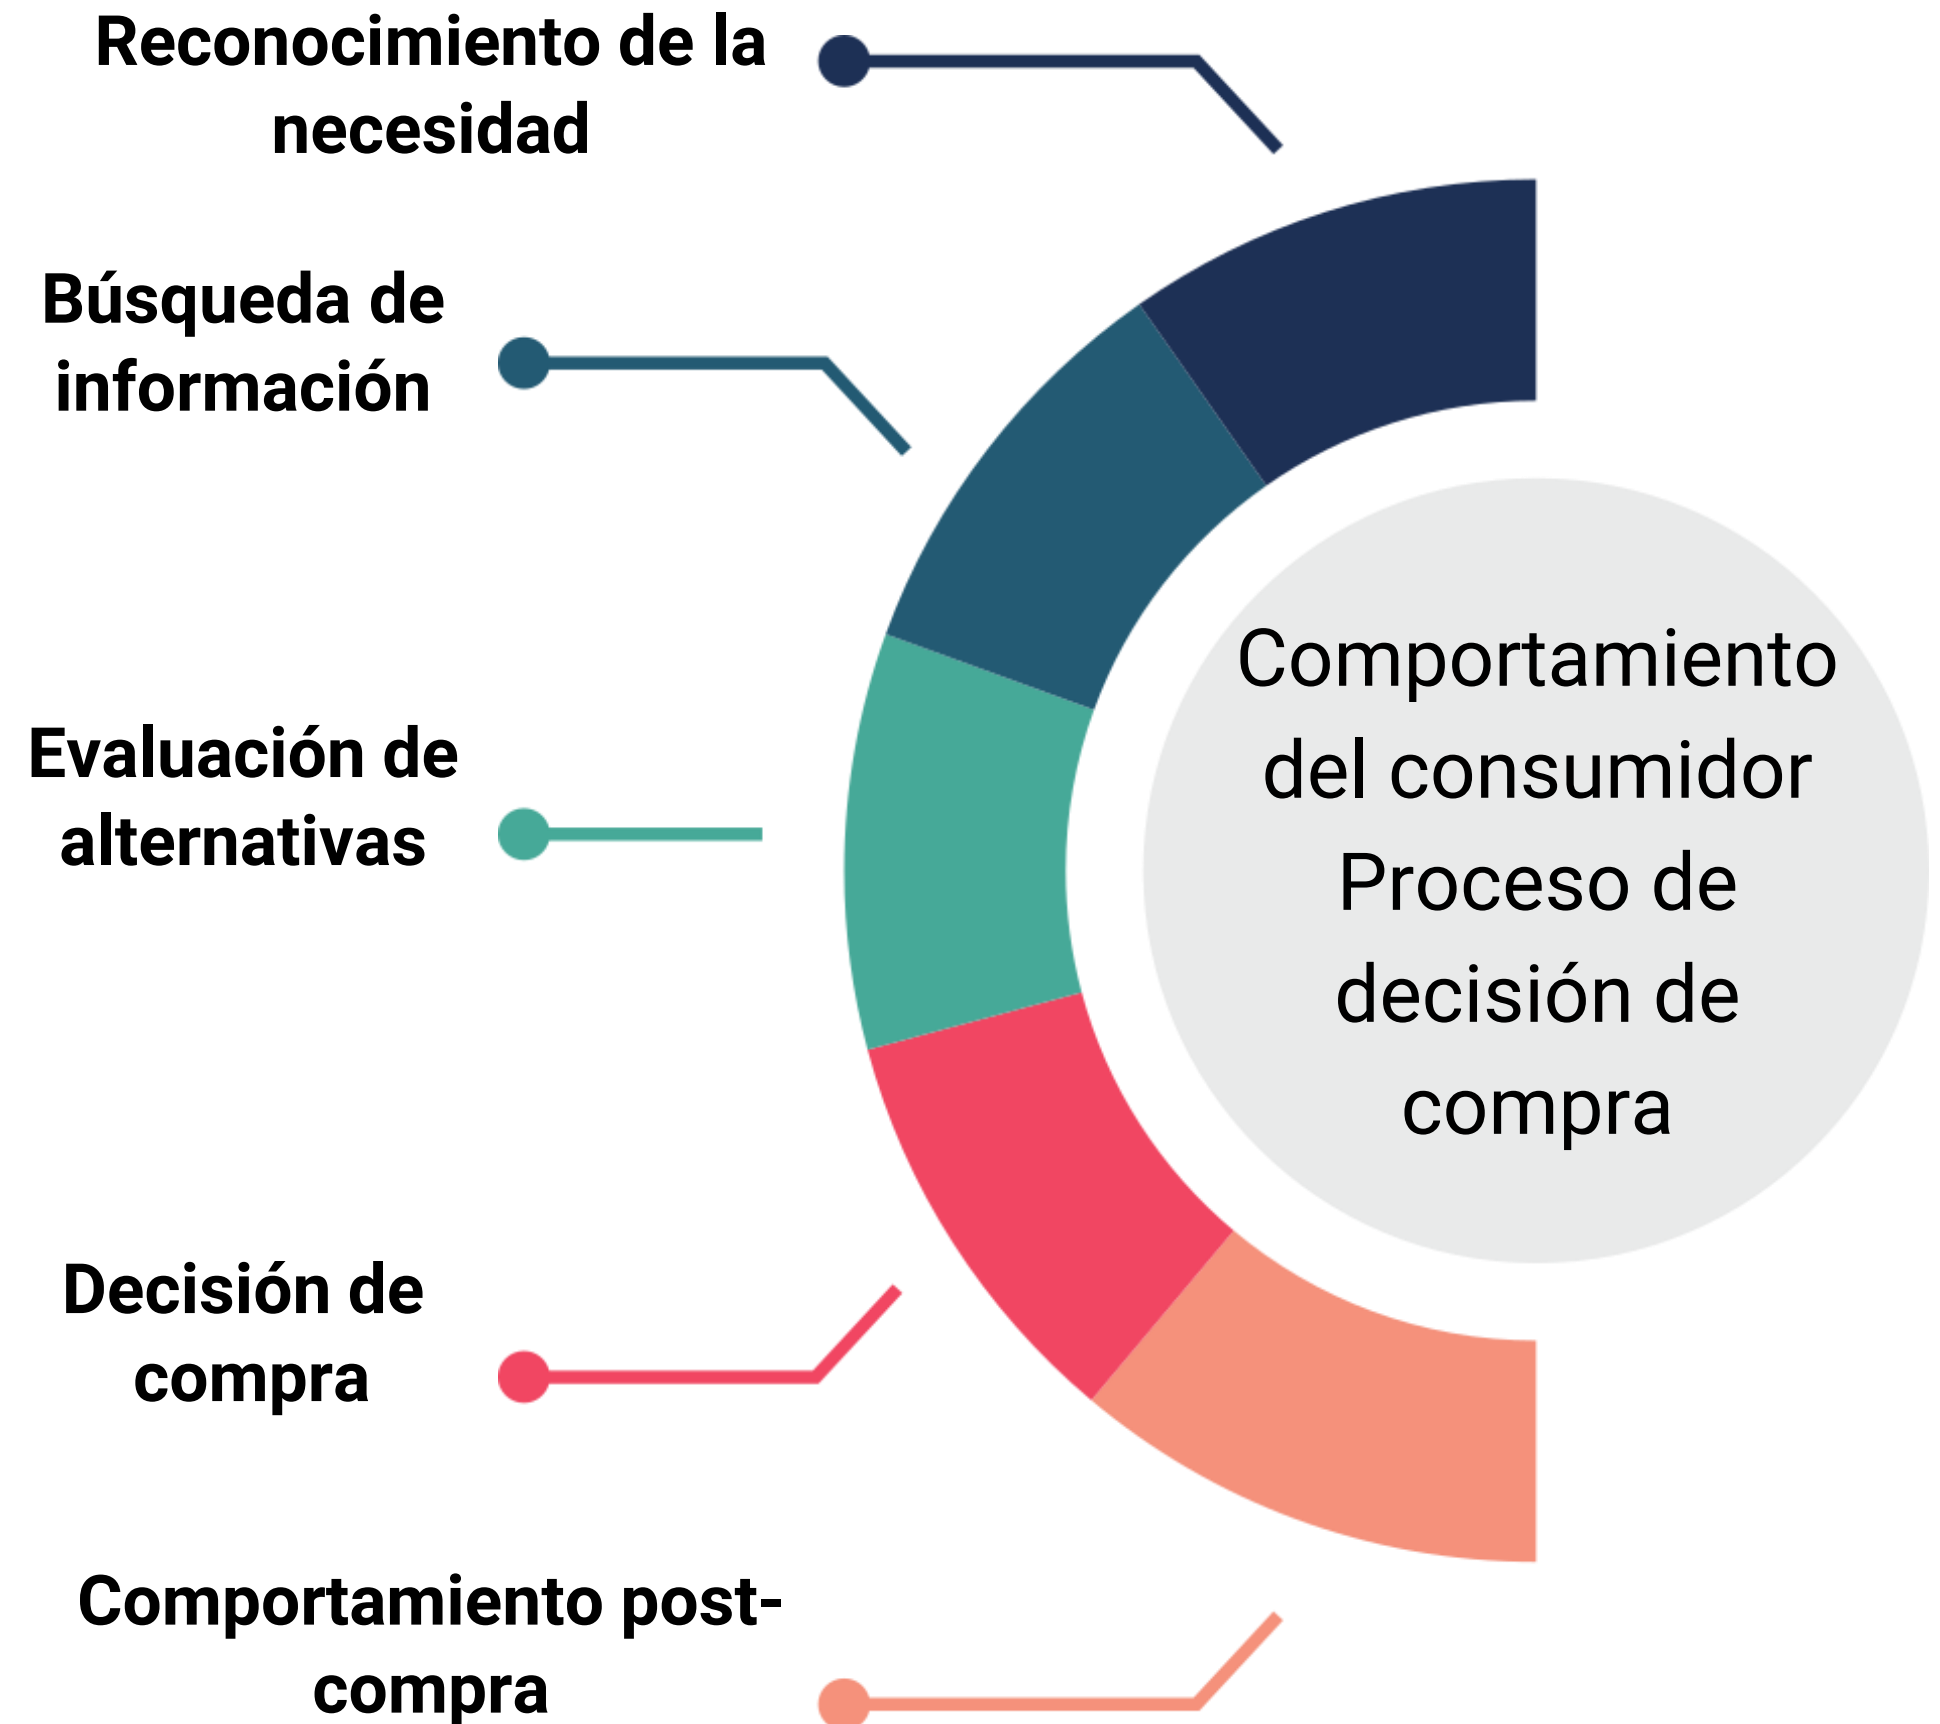 Reconocimiento de la
necesidad
Búsqueda de
información
Evaluación de
alternativas
Decisión de
compra
Comportamiento post-
compra
Comportamiento
del consumidor
Proceso de
decisión de
compra